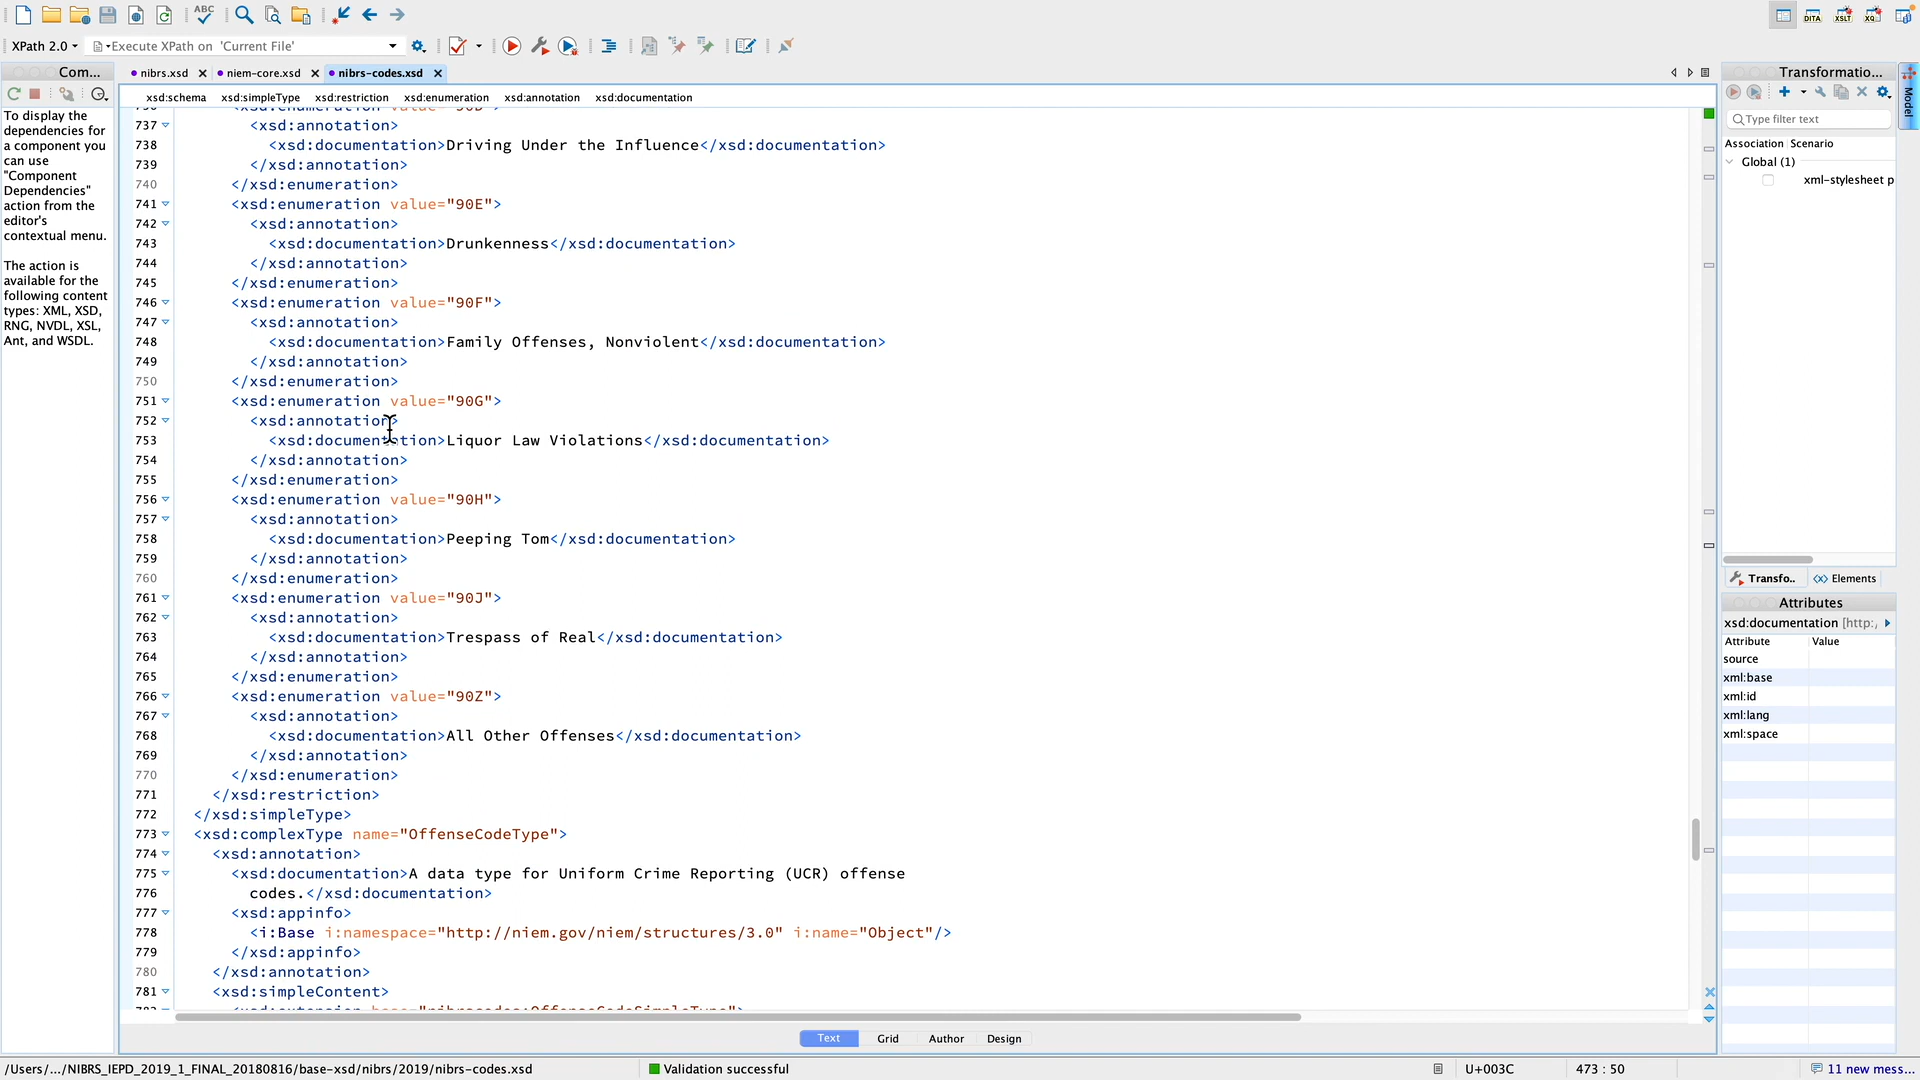 ABC
DITA XSLT XQ
XPath 2.0 Execute XPath on 'Current File'
Com... nibrs.xsd niem-core.xsd nibrs-codes.xsd Transformatio...
To display the
dependencies for
a component you
can use
"Component
Dependencies"
action from the
editor's
contextual menu.
The action is
available for the
following content
types: XML, XSD,
RNG, NVDL, XSL,
Ant, and WSDL.
xsd:schema xsd:simpleType xsd:restriction xsd:enumeration xsd:annotation xsd:documentation
737 <xsd:annotation>
738 <xsd:documentation>Driving Under the Influence</xsd:documentation>
739 </xsd:annotation>
740 </xsd:enumeration>
741 <xsd:enumeration value="90E">
742 <xsd:annotation>
743 <xsd:documentation>Drunkenness</xsd:documentation>
744 </xsd:annotation>
745 </xsd:enumeration>
746 <xsd:enumeration value="90F">
747 <xsd:annotation>
748 <xsd:documentation>Family Offenses, Nonviolent</xsd:documentation>
749 </xsd:annotation>
750 </xsd:enumeration>
751 <xsd:enumeration value="90G">
752 <xsd:annotation>
753 <xsd:documentation>Liquor Law Violations</xsd:documentation>
754 </xsd:annotation>
755 </xsd:enumeration>
756 <xsd:enumeration value="90H">
757 <xsd:annotation>
758 <xsd:documentation>Peeping Tom</xsd:documentation>
759 </xsd:annotation>
760 </xsd:enumeration>
761 <xsd:enumeration value="90J">
762 <xsd:annotation>
763 <xsd:documentation>Trespass of Real</xsd:documentation>
764 </xsd:annotation>
765 </xsd:enumeration>
766 <xsd:enumeration value="90Z">
767 <xsd:annotation>
768 <xsd:documentation>All Other Offenses</xsd:documentation>
769 </xsd:annotation>
770 </xsd:enumeration>
771 </xsd:restriction>
772 </xsd:simpleType>
773 <xsd:complexType name="OffenseCodeType">
774 <xsd:annotation>
775 <xsd:documentation>A data type for Uniform Crime Reporting (UCR) offense
776 codes.</xsd:documentation>
777 <xsd:appinfo>
778 <i:Base i:namespace="http://niem.gov/niem/structures/3.0" i:name="Object"/>
779 </xsd:appinfo>
780 </xsd:annotation>
781 <xsd:simpleContent>
Text Grid Author Design
Model
Type filter text
Association Scenario
Global (1)
xml-stylesheet p
Transfo.. Elements
Attributes
xsd:documentation [http:/
Attribute Value
source
xml:base
xml:id
xml:lang
xml:space
/Users/.../NIBRS_IEPD_2019_1_FINAL_20180816/base-xsd/nibrs/2019/nibrs-codes.xsd Validation successful U+003C 473 : 50 11 new mess...